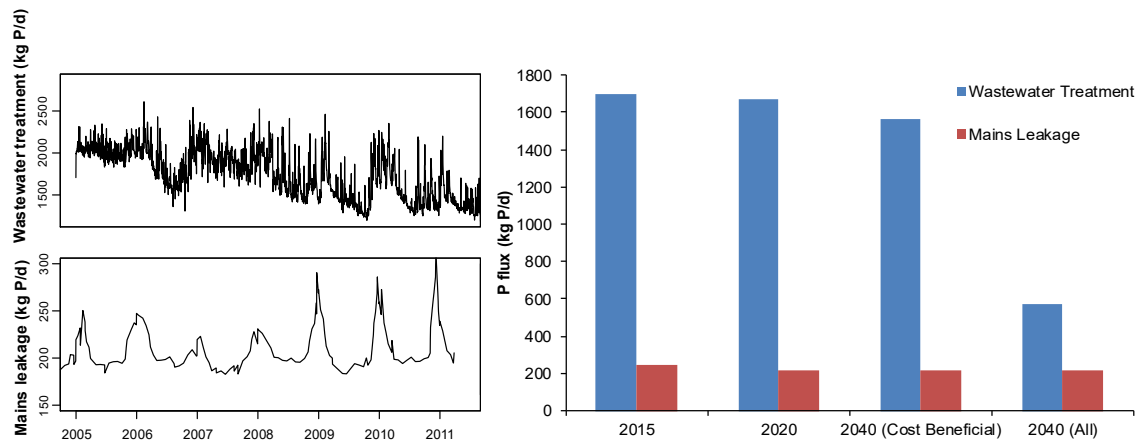 Wastewater treatment (kg P/d)
2500
2000
1500
Mains leakage (kg P/d)
300
250
200
150
2005 2006 2007 2008 2009 2010 2011
P flux (kg P/d)
1800
1600
1400
1200
1000
800
600
400
200
0
Wastewater Treatment
Mains Leakage
2015 2020 2040 (Cost Beneficial) 2040 (All)